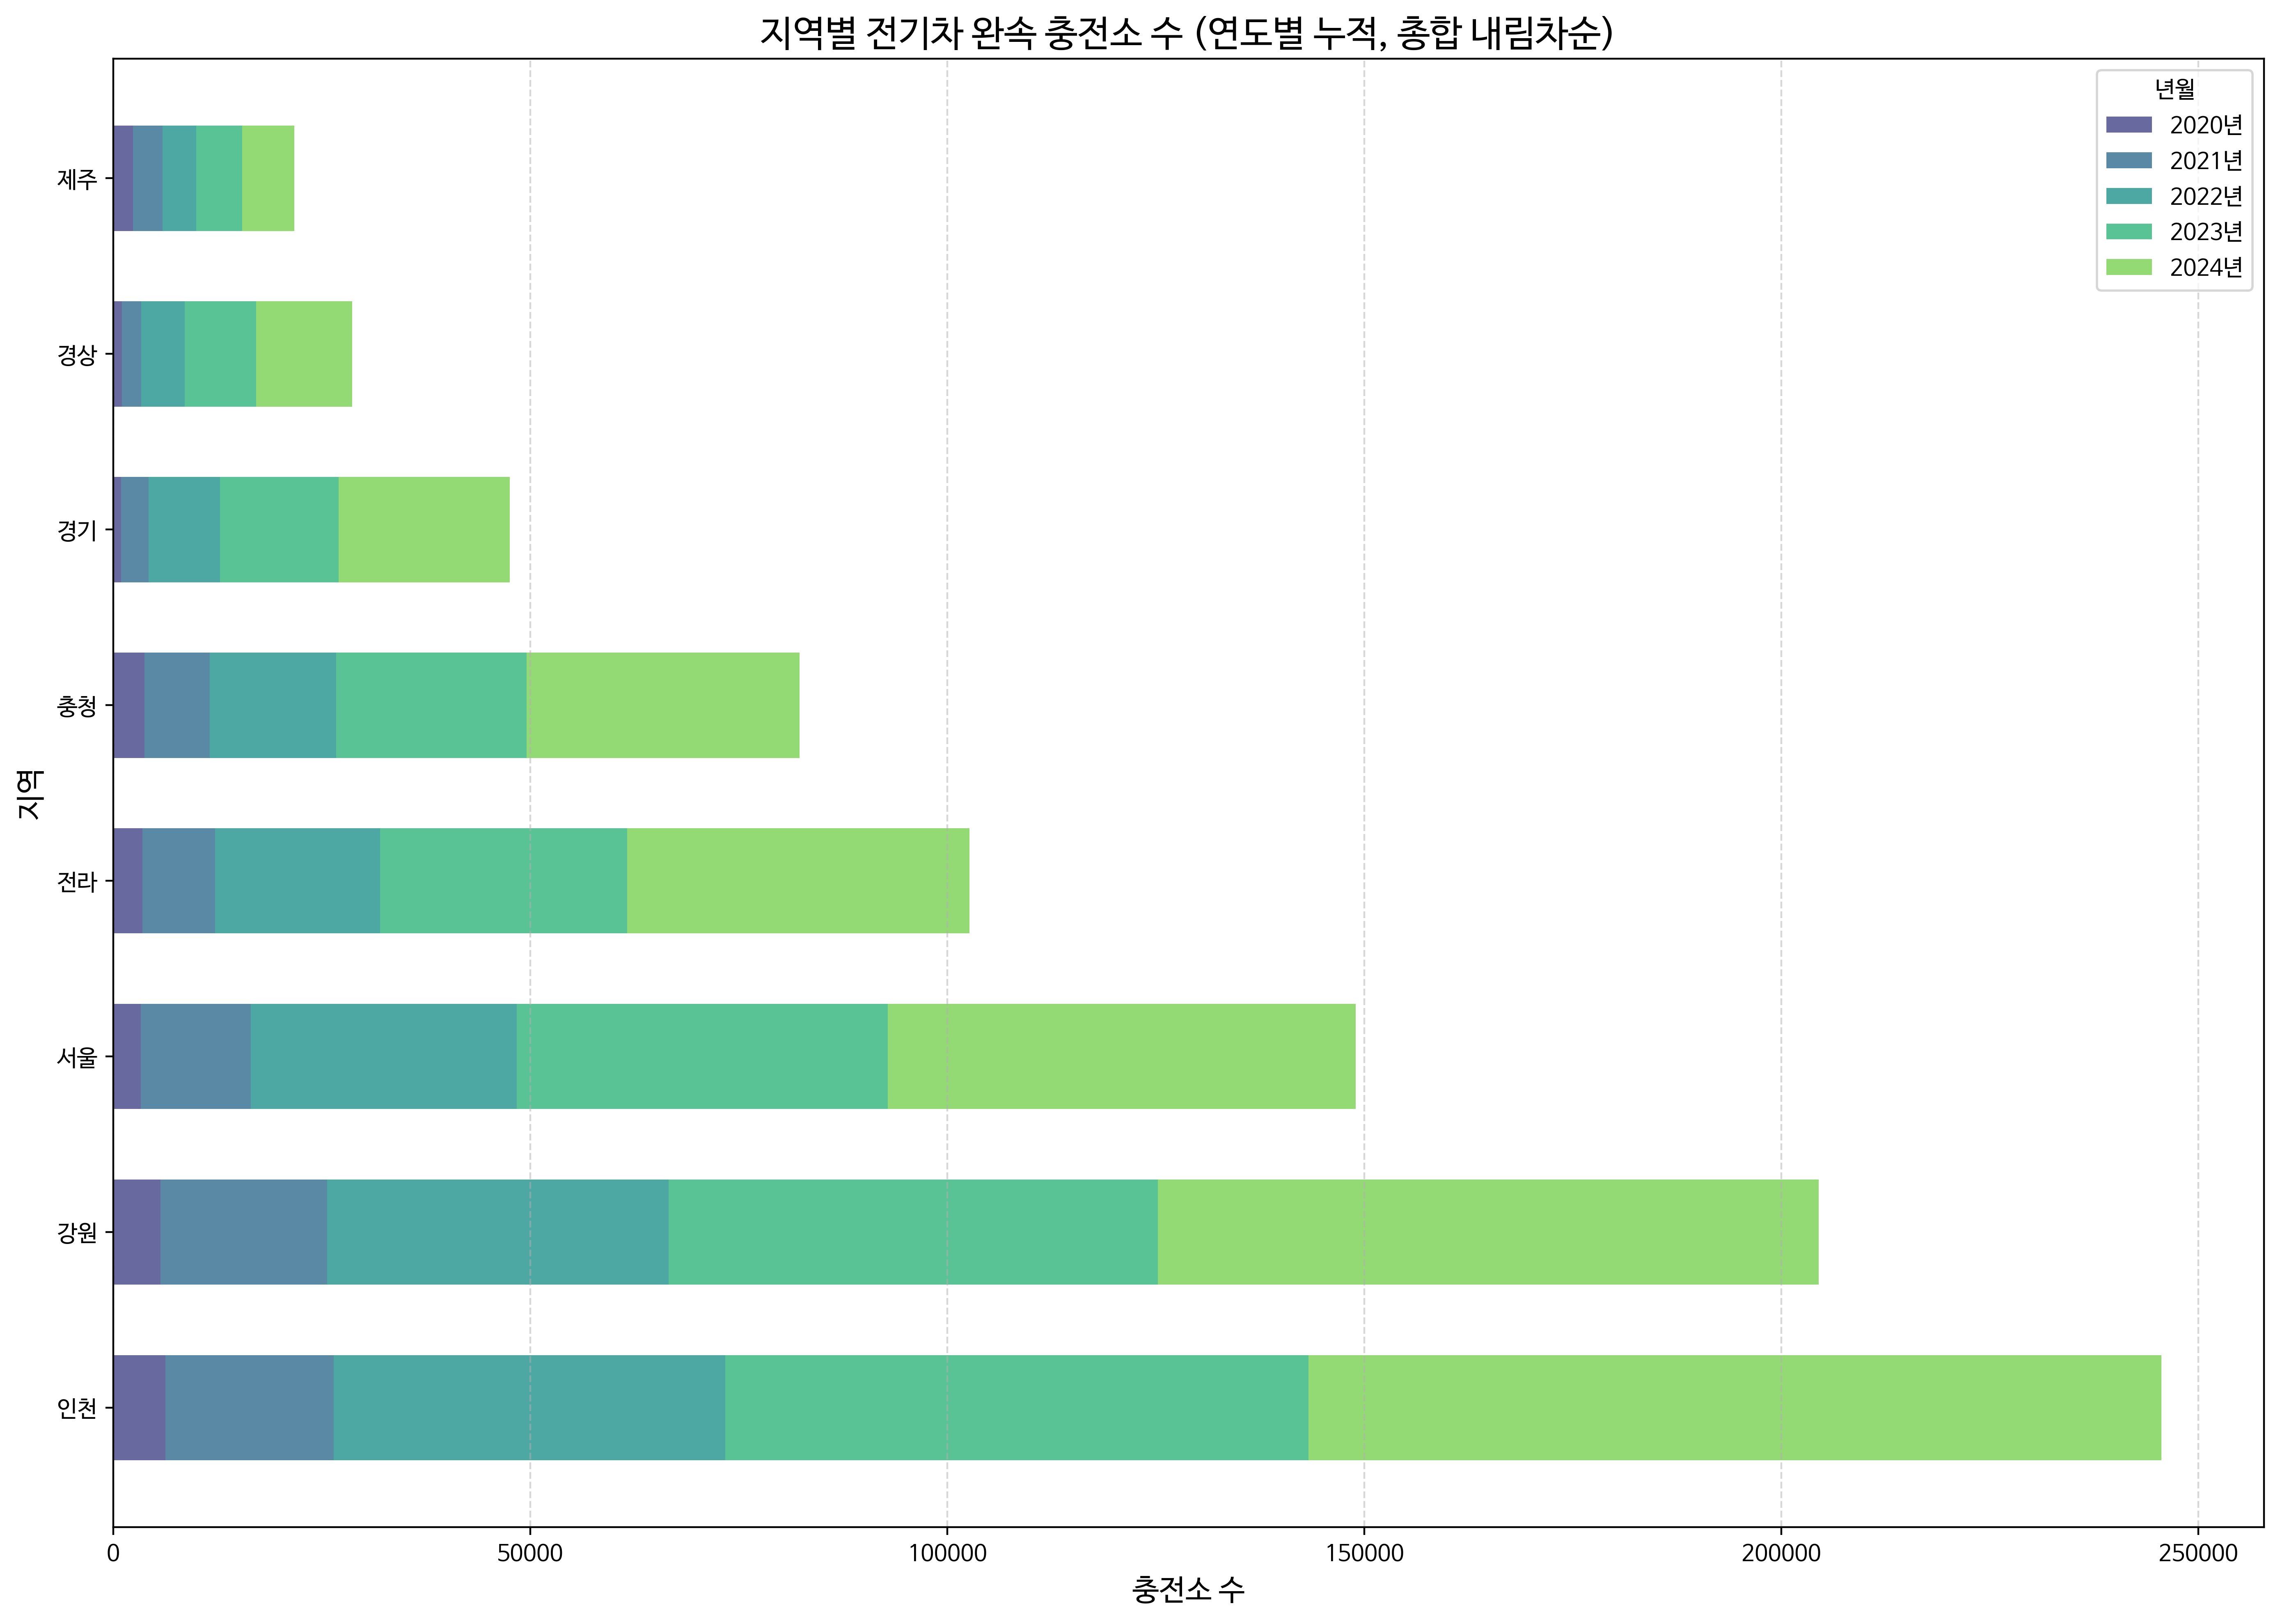 지역별 전기차 완속 충전소 수 (연도별 누적, 총합 내림차순)
년월
2020년
2021년
2022년
2023년
2024년
제주
경상
경기
충청
전라
서울
강원
인천
지역
0 50000 100000 150000 200000 250000
충전소 수